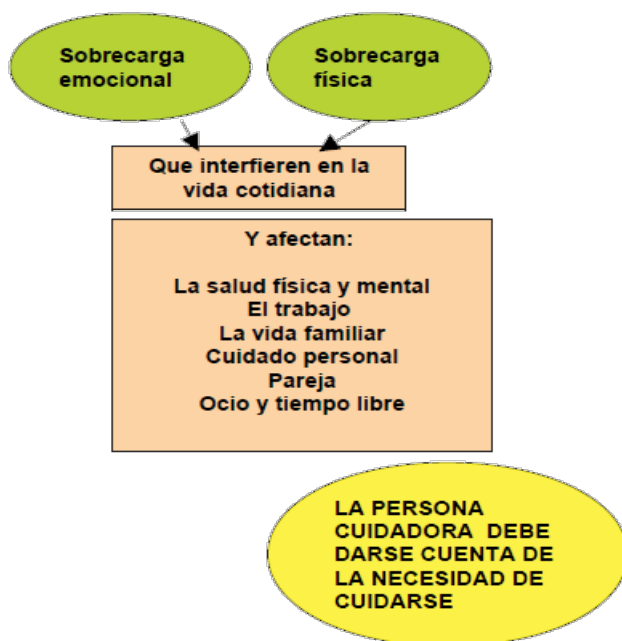 Sobrecarga
emocional
Sobrecarga
física
Que interfieren en la
vida cotidiana
Y afectan:
La salud física y mental
El trabajo
La vida familiar
Cuidado personal
Pareja
Ocio y tiempo libre
LA PERSONA
CUIDADORA DEBE
DARSE CUENTA DE
LA NECESIDAD DE
CUIDARSE